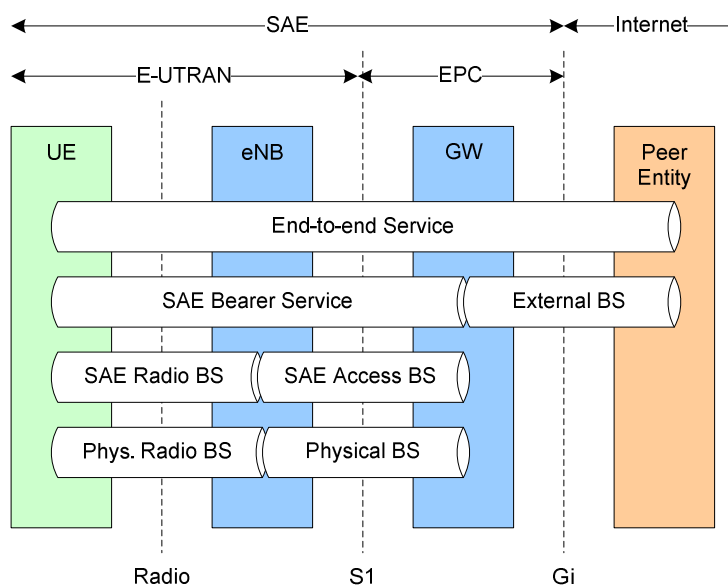 SAE
Internet
E-UTRAN
EPC
UE
eNB
GW
Peer
Entity
End-to-end Service
SAE Bearer Service
External BS
SAE Radio BS
SAE Access BS
Phys. Radio BS
Physical BS
Radio
S1
Gi